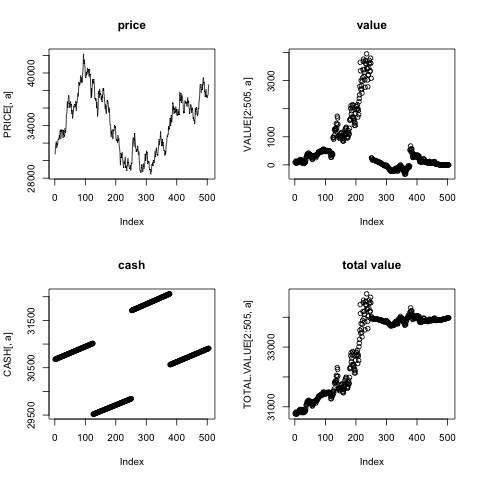 price
PRICE[, a]
28000 34000 40000
0 100 200 300 400 500
Index
value
VALUE[2:505, a]
0 1000 3000
0 100 200 300 400 500
Index
cash
CASH[, a]
29500 30500 31500
0 100 200 300 400 500
Index
total value
TOTAL.VALUE[2:505, a]
31000 33000
0 100 200 300 400 500
Index